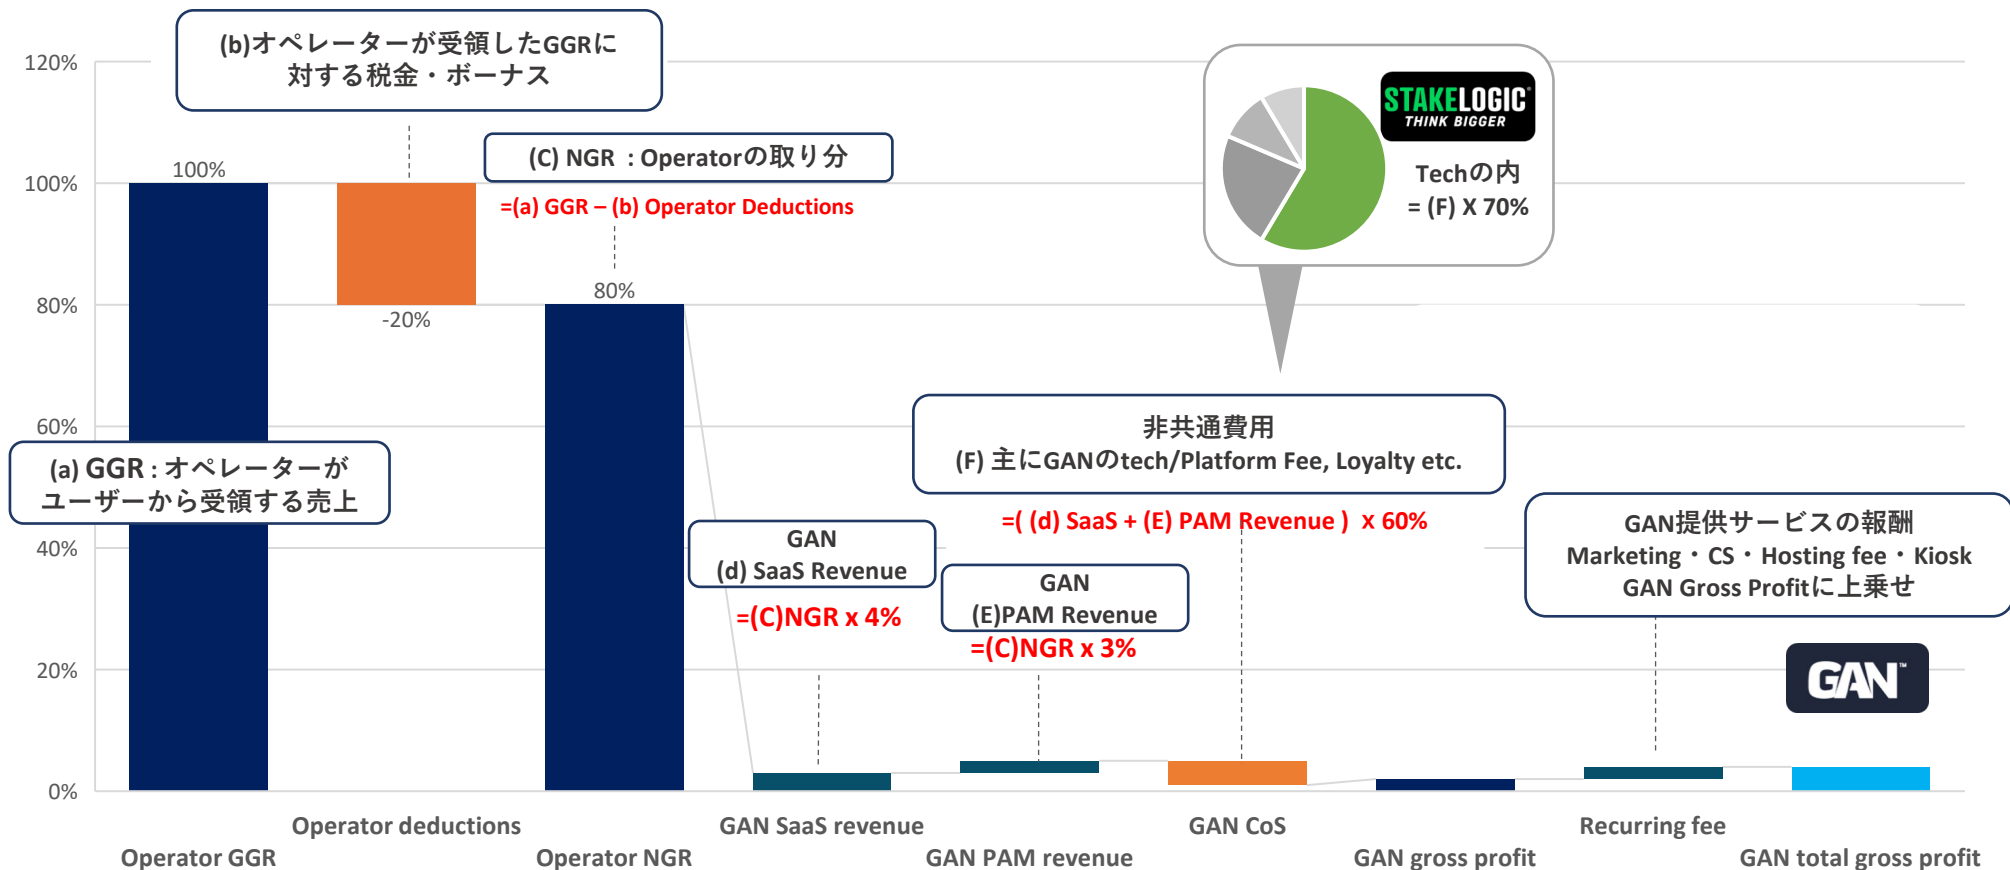 (b)オペレーターが受領したGGRに
対する税金・ボーナス
120%
100%
80%
60%
40%
20%
0%
100%
-20%
80%
(C) NGR : Operatorの取り分
=(a) GGR – (b) Operator Deductions
STAKELOGIC
THINK BIGGER
Techの内
= (F) X 70%
(a) GGR : オペレーターが
ユーザーから受領する売上
非共通費用
(F) 主にGANのtech/Platform Fee, Loyalty etc.
=( (d) SaaS + (E) PAM Revenue ) x 60%
GAN
(d) SaaS Revenue
=(C)NGR x 4%
GAN
(E)PAM Revenue
=(C)NGR x 3%
GAN提供サービスの報酬
Marketing・CS・Hosting fee・Kiosk
GAN Gross Profitに上乗せ
GAN™
Operator GGR
Operator deductions
Operator NGR
GAN SaaS revenue
GAN PAM revenue
GAN CoS
GAN gross profit
Recurring fee
GAN total gross profit